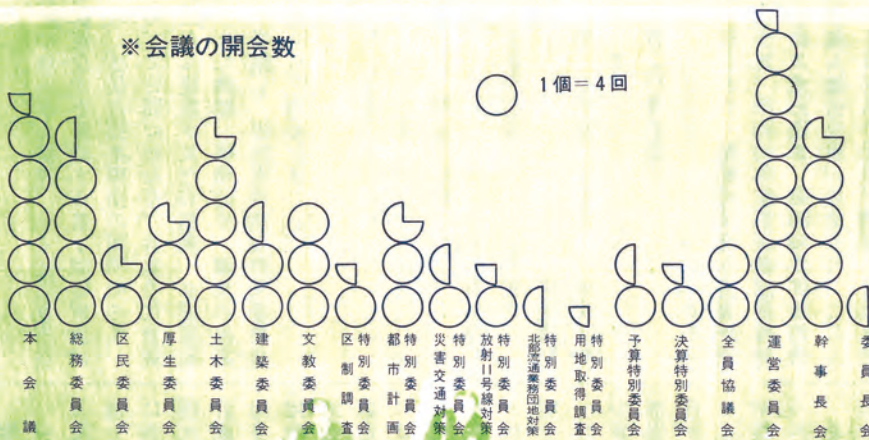 ※会議の開会数
1個＝4回
本会議
総務委員会
区民委員会
厚生委員会
土木委員会
建築委員会
文教委員会
区制調査
特別委員会
都市計画
特別委員会
災害交通対策
特別委員会
放射11号線対策
特別委員会
北部流通業務団地対策
特別委員会
用地取得調査
特別委員会
予算特別委員会
決算特別委員会
全員協議会
運営委員会
幹事長会
委員長会